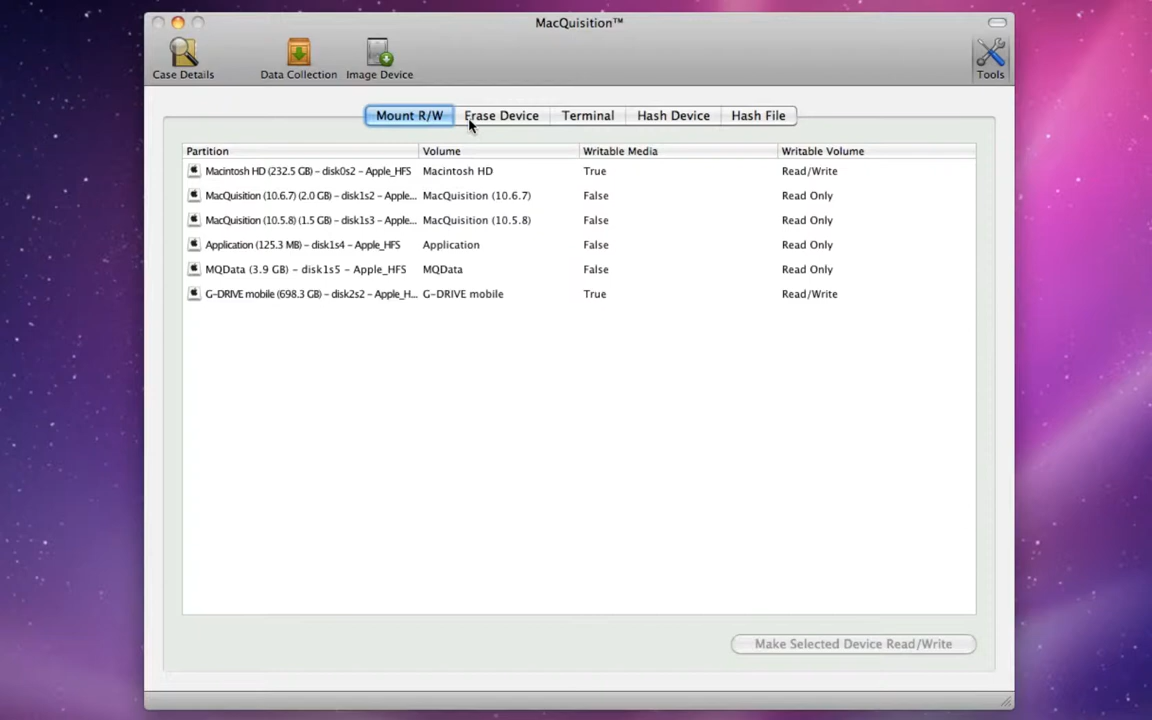 MacQuisition™
Case Details Data Collection Image Device Tools
Mount R/W Erase Device Terminal Hash Device Hash File
Partition Volume Writable Media Writable Volume
Macintosh HD (232.5 GB) – disk0s2 – Apple_HFS Macintosh HD True Read/Write
MacQuisition (10.6.7) (2.0 GB) – disk1s2 – Apple... MacQuisition (10.6.7) False Read Only
MacQuisition (10.5.8) (1.5 GB) – disk1s3 – Apple... MacQuisition (10.5.8) False Read Only
Application (125.3 MB) – disk1s4 – Apple_HFS Application False Read Only
MQData (3.9 GB) – disk1s5 – Apple_HFS MQData False Read Only
G-DRIVE mobile (698.3 GB) – disk2s2 – Apple_H... G-DRIVE mobile True Read/Write
Make Selected Device Read/Write